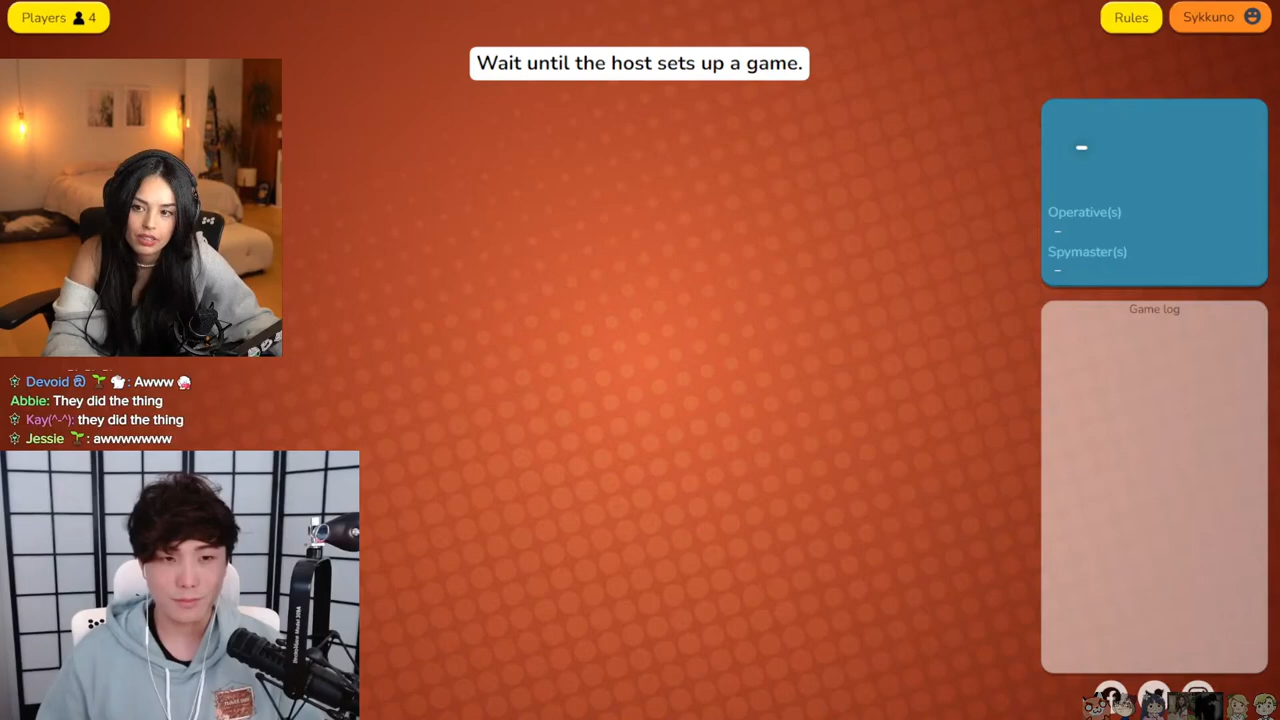 Players 4
Rules
Sykkuno
Wait until the host sets up a game.
-
Operative(s)
-
Spymaster(s)
-
Game log
Devoid : Awww
Abbie: They did the thing
Kay(^-^): they did the thing
Jessie : awwwwwww